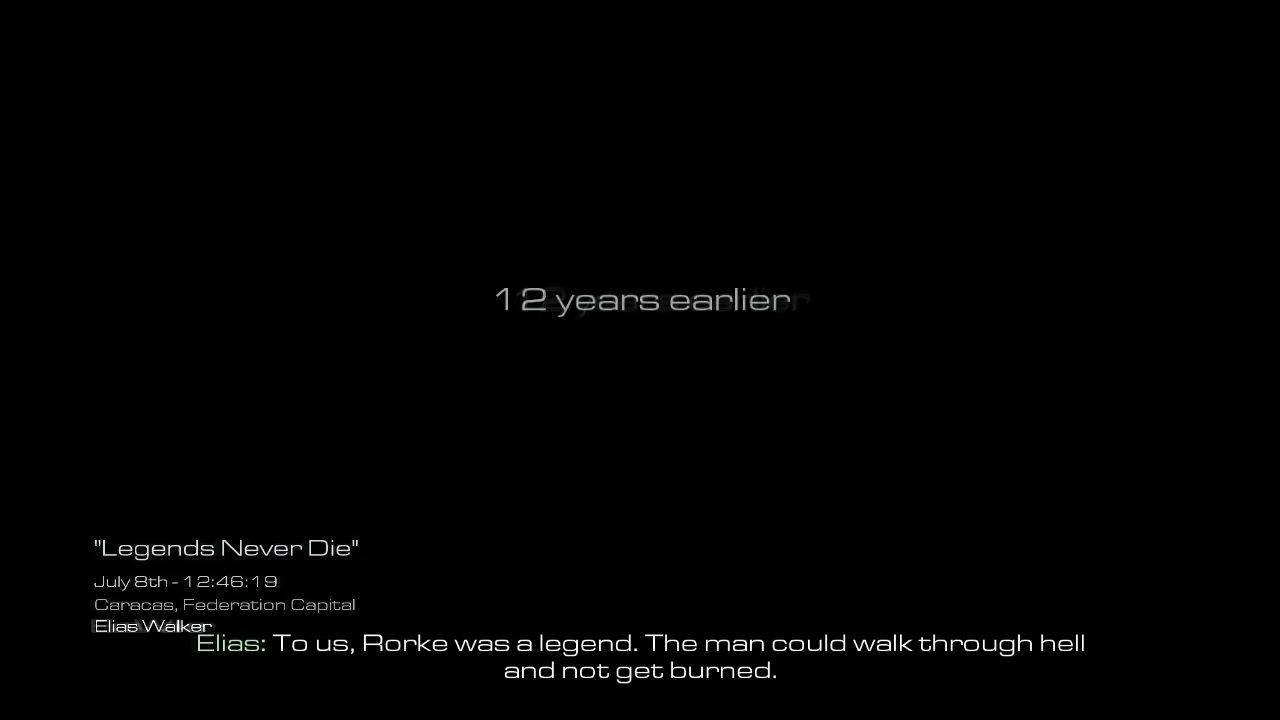 12 years earlier
"Legends Never Die"
July 8th - 12:46:19
Caracas, Federation Capital
Elias Walker
Elias: To us, Rorke was a legend. The man could walk through hell
and not get burned.